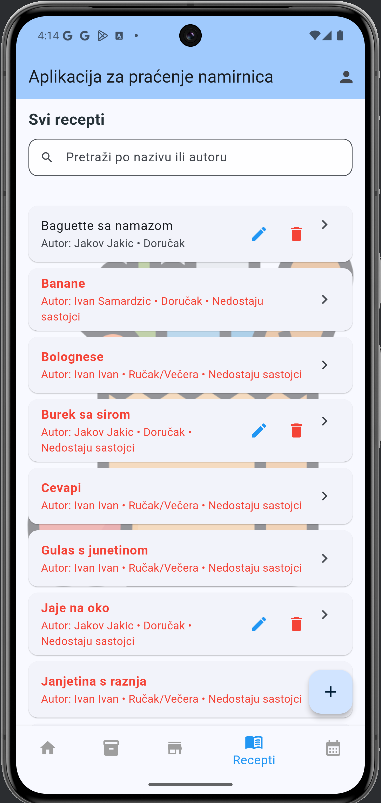 4:14
Aplikacija za praćenje namirnica
Svi recepti
Pretraži po nazivu ili autoru
Baguette sa namazom
Autor: Jakov Jakic • Doručak
Banane
Autor: Ivan Samardzic • Doručak • Nedostaju
sastojci
Bolognese
Autor: Ivan Ivan • Ručak/Večera • Nedostaju sastojci
Burek sa sirom
Autor: Jakov Jakic • Doručak •
Nedostaju sastojci
Cevapi
Autor: Ivan Ivan • Ručak/Večera • Nedostaju sastojci
Gulas s junetinom
Autor: Ivan Ivan • Ručak/Večera • Nedostaju sastojci
Jaje na oko
Autor: Jakov Jakic • Doručak •
Nedostaju sastojci
Janjetina s raznja
Autor: Ivan Ivan • Ručak/Večera • Nedostaju sastojci
Recepti